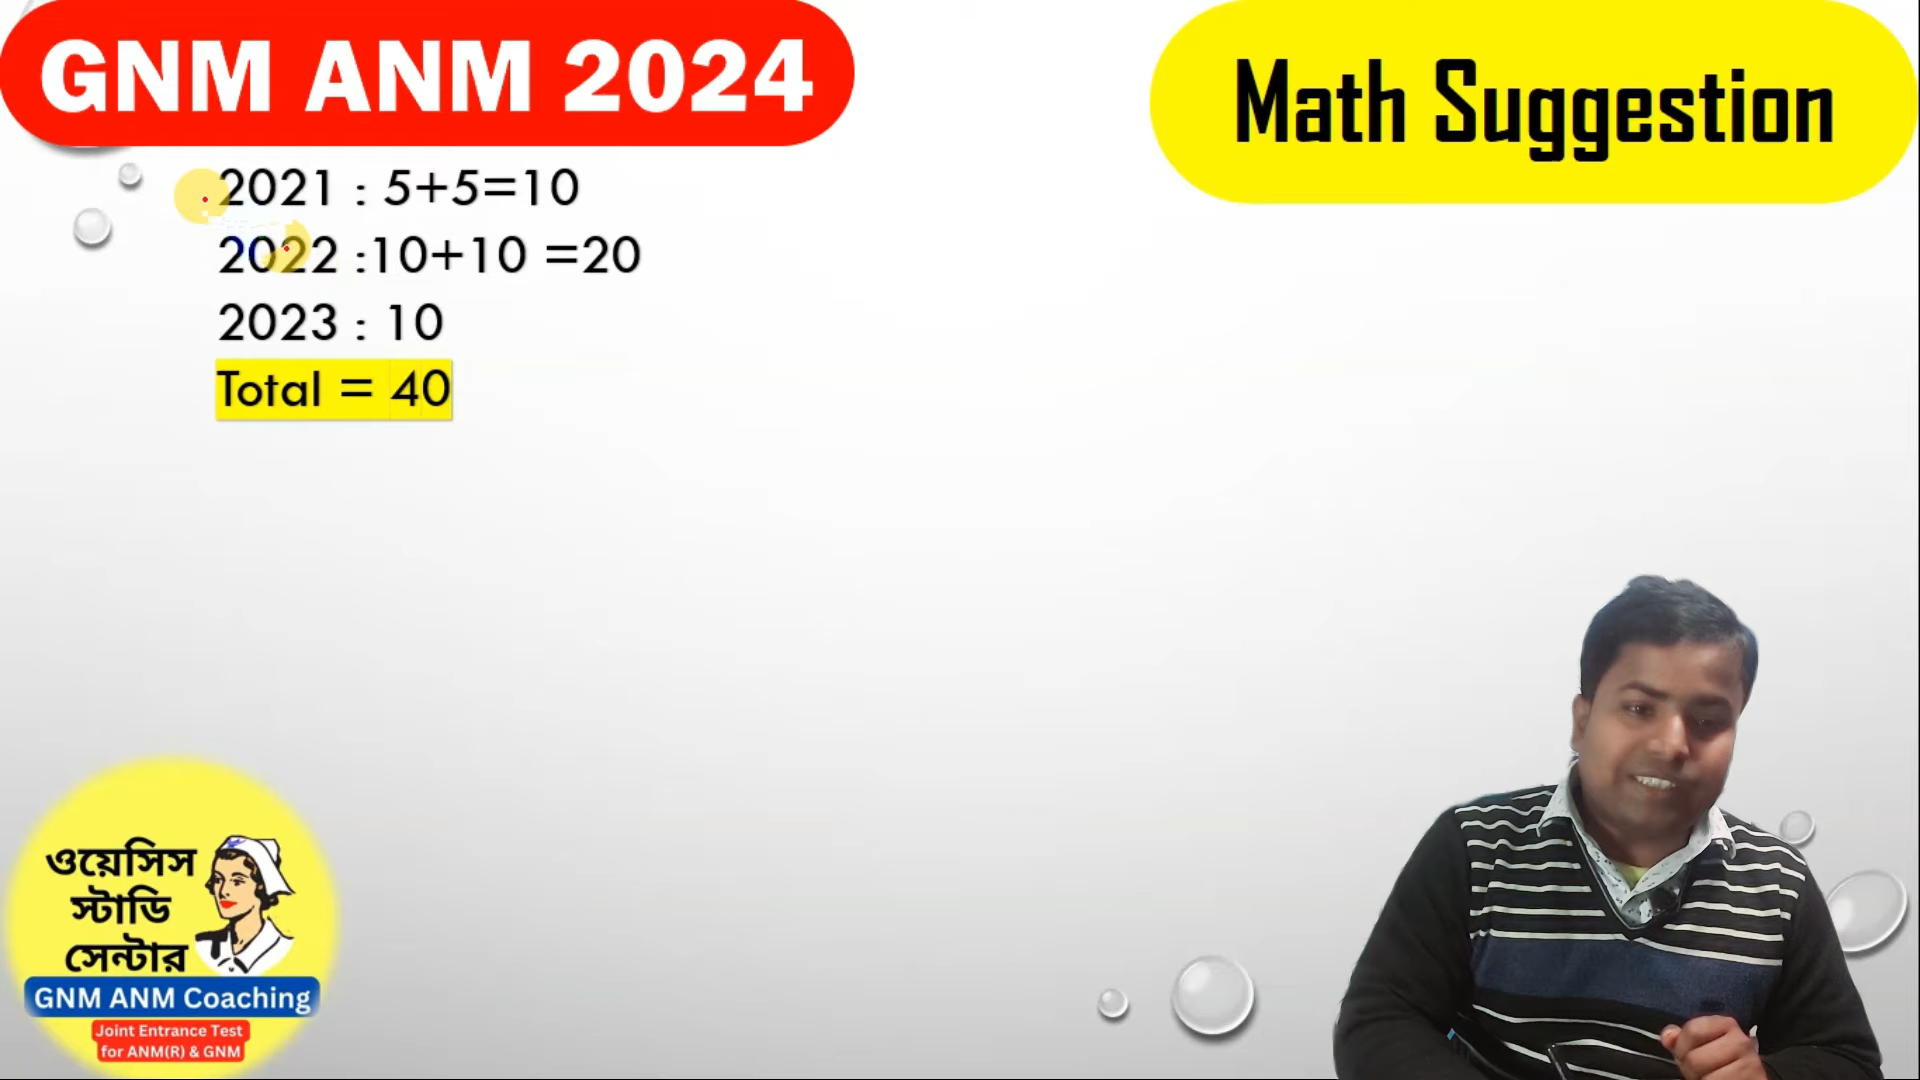 GNM ANM 2024
Math Suggestion
2021 : 5+5=10
2022 :10+10 =20
2023 : 10
Total = 40
ওয়েসিস
স্টাডি
সেন্টার
GNM ANM Coaching
Joint Entrance Test
for ANM(R) & GNM